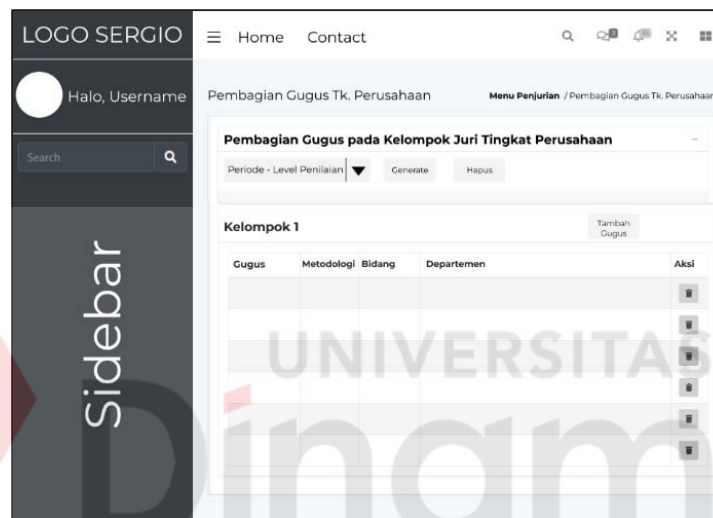 LOGO SERGIO
Home Contact
Halo, Username
Pembagian Gugus Tk. Perusahaan
Menu Penjurian / Pembagian Gugus Tk. Perusahaan
Search
Pembagian Gugus pada Kelompok Juri Tingkat Perusahaan
Periode - Level Penilaian Generate Hapus
Kelompok 1
Tambah
Gugus
Gugus Metodologi Bidang Departemen Aksi
Sidebar
UNIVERSITAS
Dinam